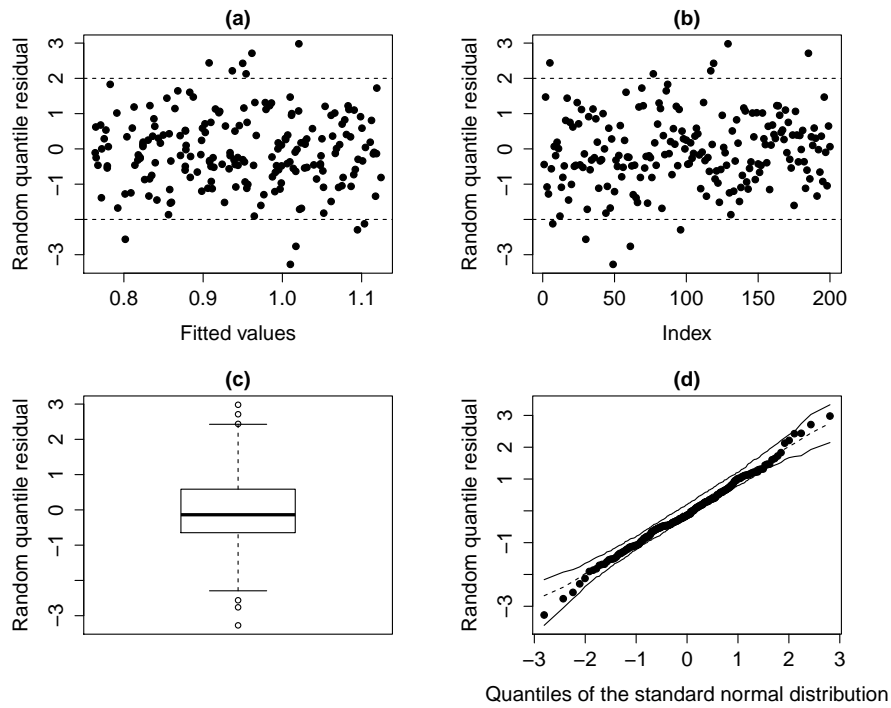 (a)
Random quantile residual
3
2
1
0
−1
−3
0.8 0.9 1.0 1.1
Fitted values
(b)
Random quantile residual
3
2
1
0
−1
−3
0 50 100 150 200
Index
(c)
Random quantile residual
3
2
1
0
−1
−3
(d)
Random quantile residual
3
2
1
0
−1
−3
−3 −2 −1 0 1 2 3
Quantiles of the standard normal distribution